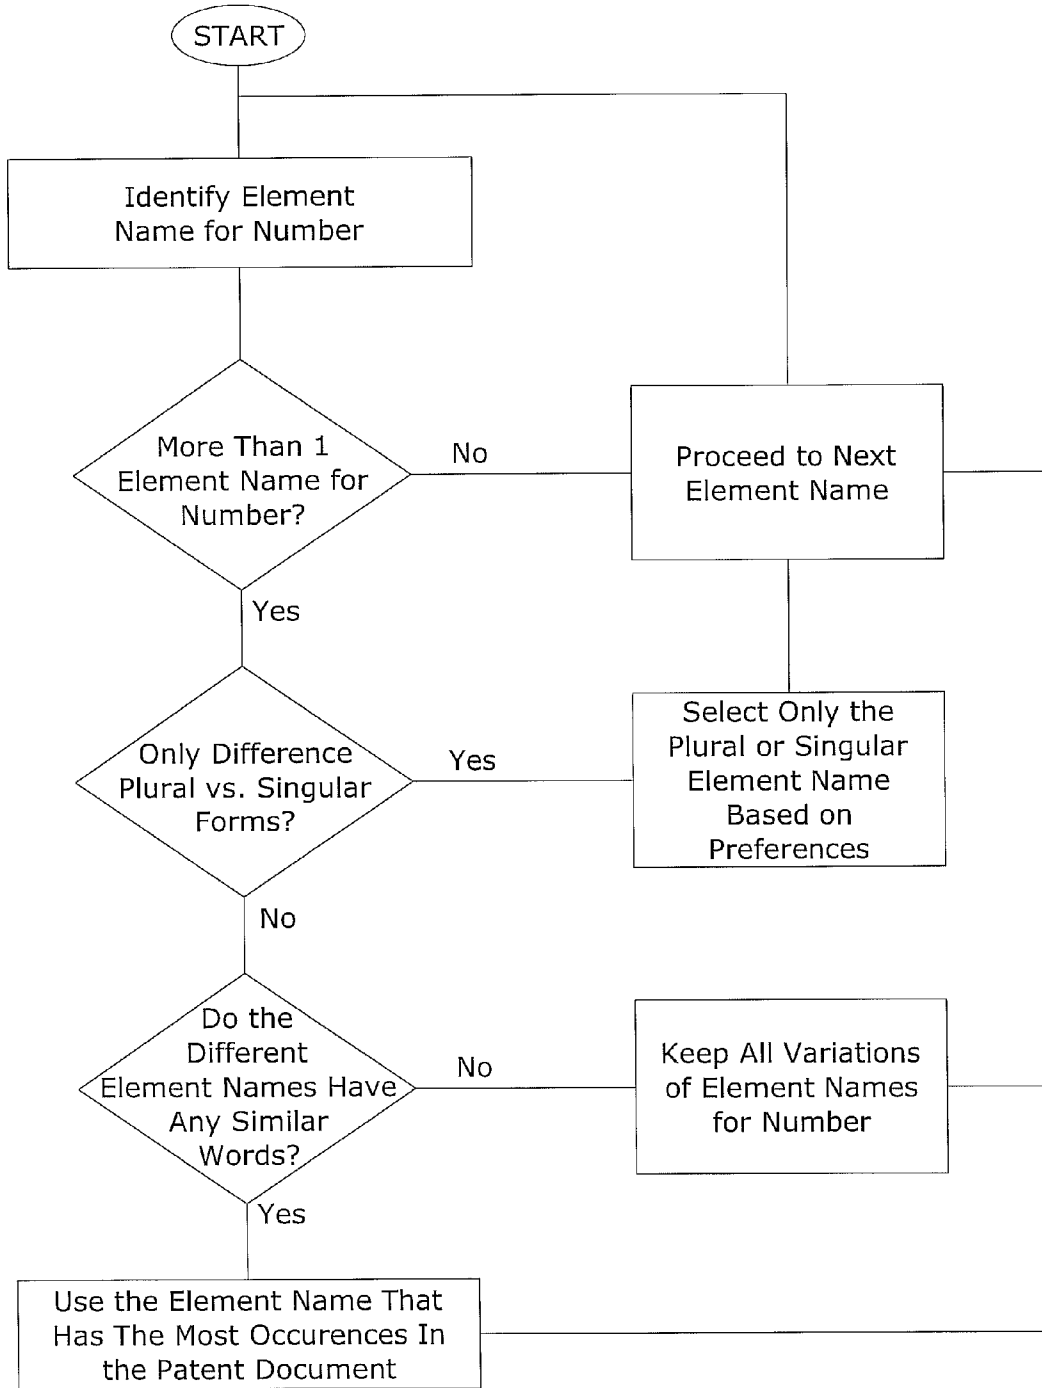 START
Identify Element
Name for Number
More Than 1
Element Name for
Number?
No
Proceed to Next
Element Name
Yes
Only Difference
Plural vs. Singular
Forms?
Yes
Select Only the
Plural or Singular
Element Name
Based on
Preferences
No
Do the
Different
Element Names Have
Any Similar
Words?
No
Keep All Variations
of Element Names
for Number
Yes
Use the Element Name That
Has The Most Occurences In
the Patent Document